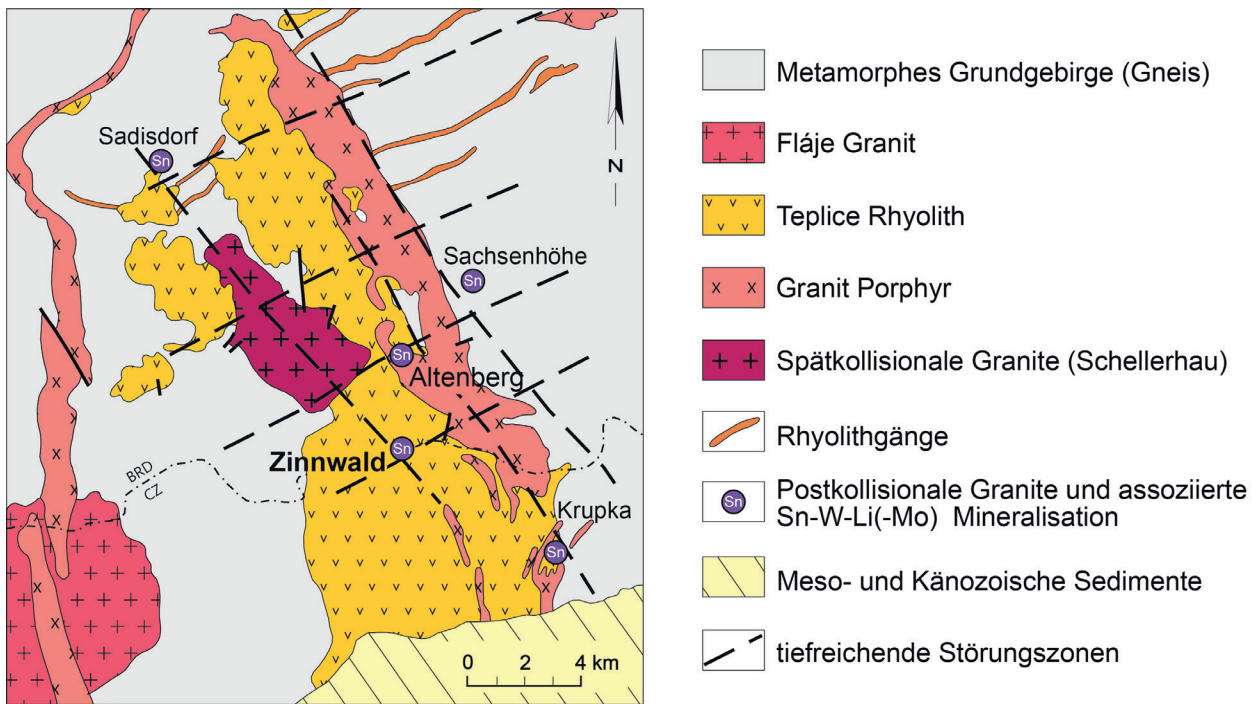 Sadisdorf
Sn
N
Sachsenhöhe
Sn
Sn
Altenberg
Zinnwald
Sn
BRD
CZ
Krupka
Sn
0 2 4 km
Metamorphes Grundgebirge (Gneis)
Fláje Granit
Teplice Rhyolith
Granit Porphyr
Spätkollisionale Granite (Schellerhau)
Rhyolithgänge
Sn
Postkollisionale Granite und assoziierte
Sn-W-Li(-Mo) Mineralisation
Meso- und Känozoische Sedimente
tiefreichende Störungszonen